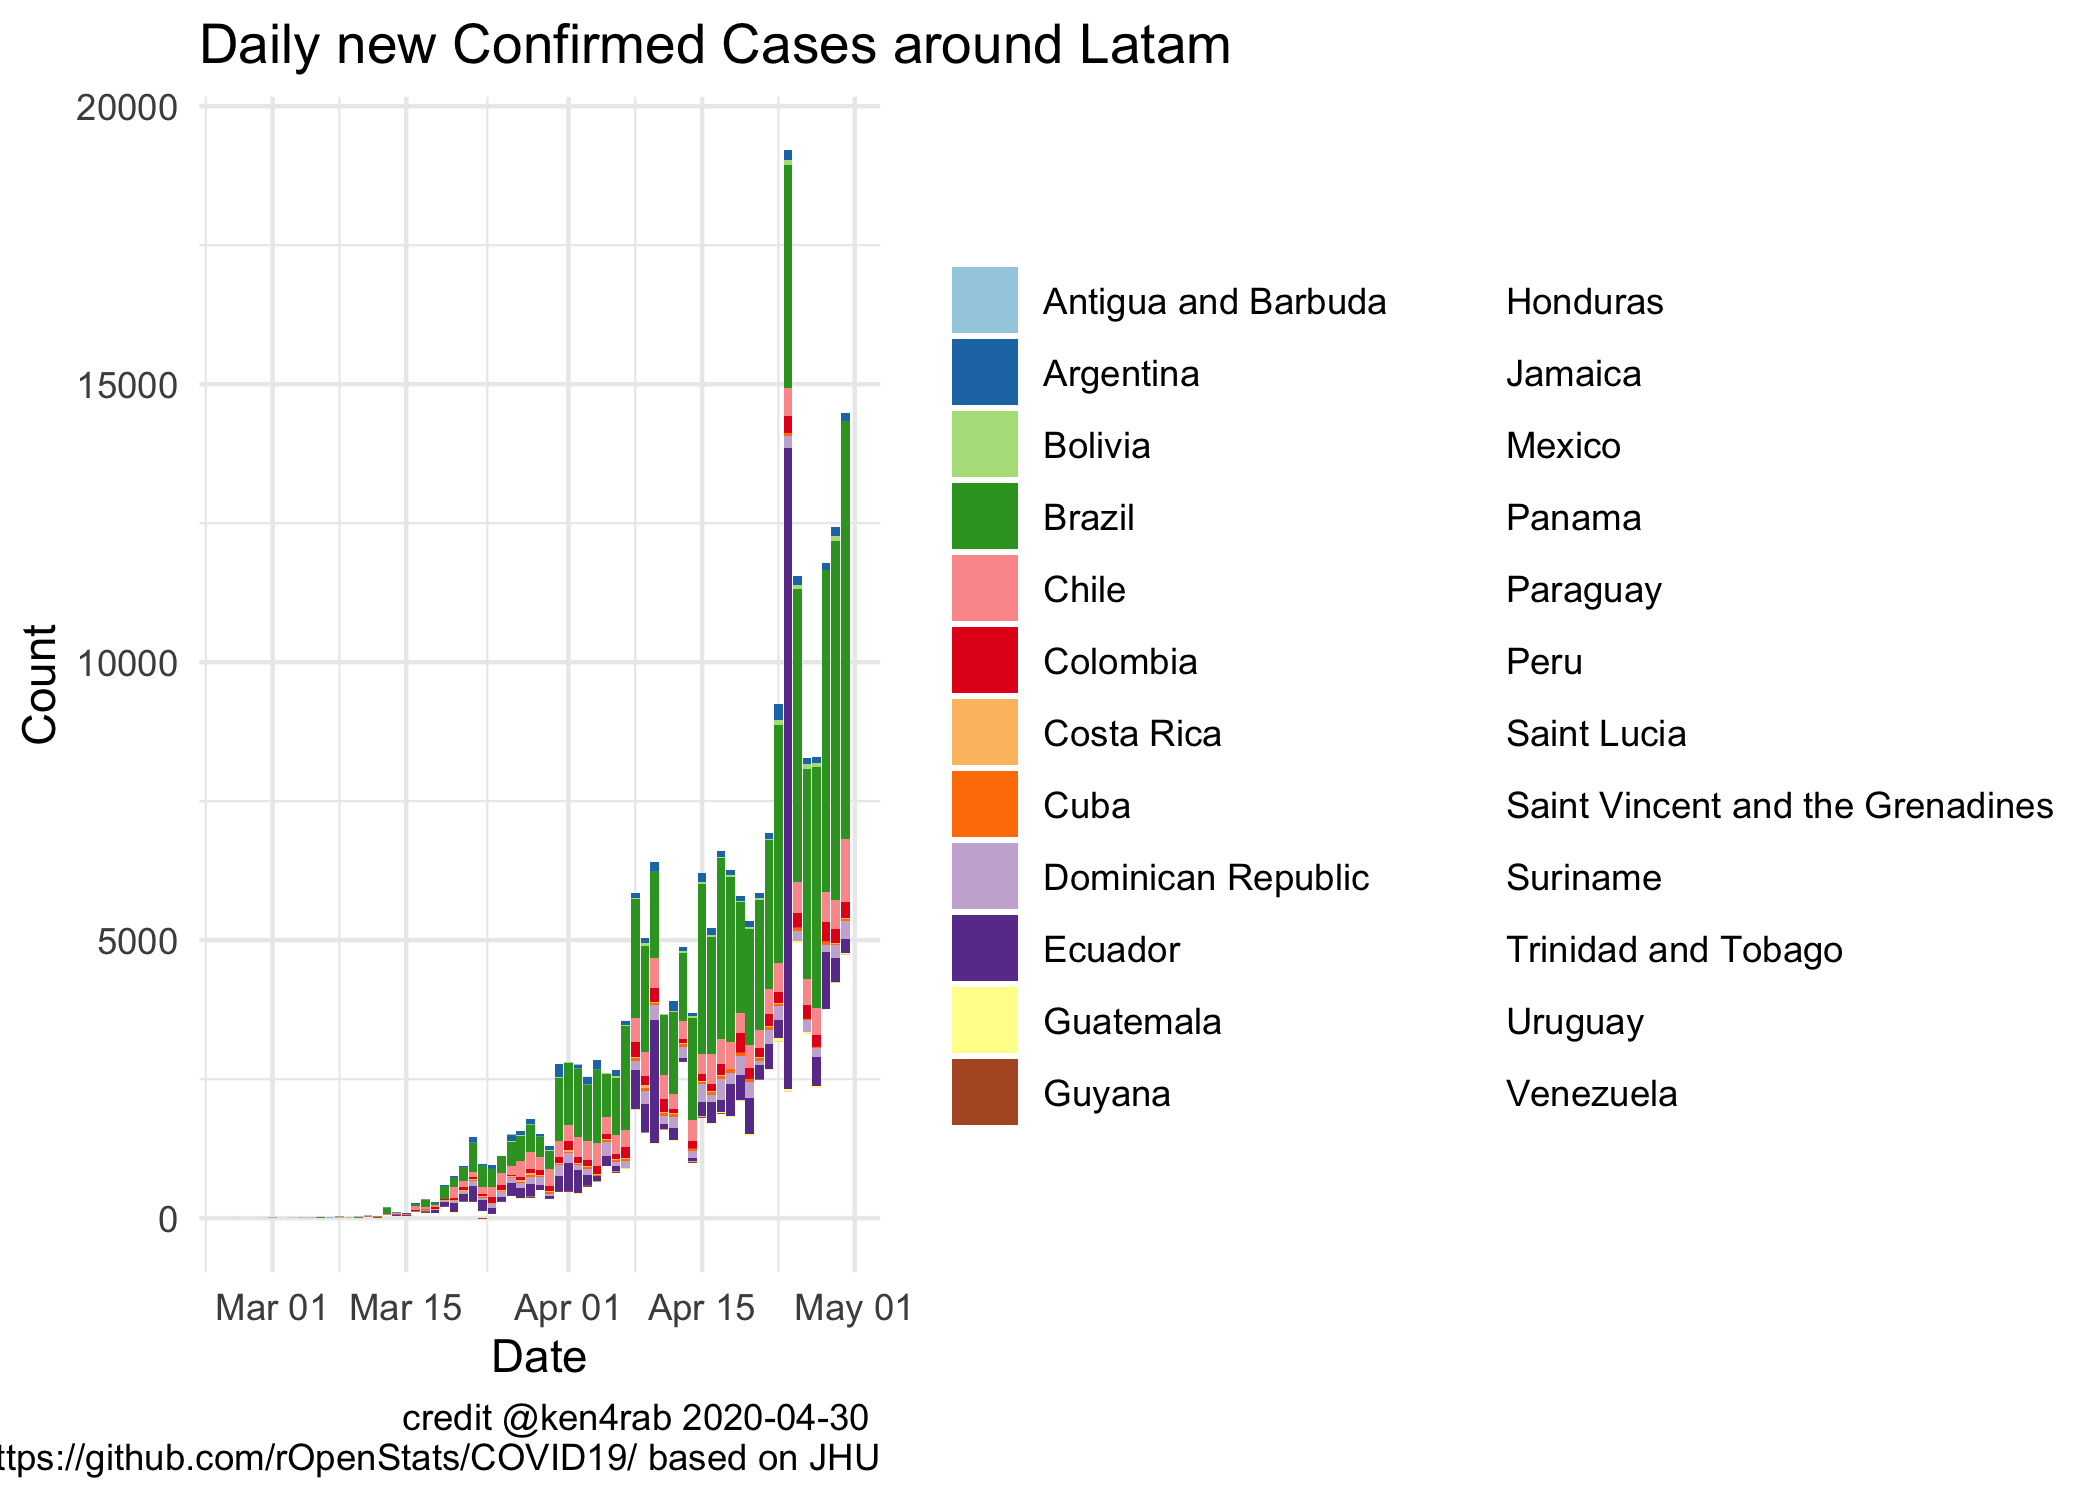 Daily new Confirmed Cases around Latam
20000
15000
10000
5000
0
Count
Mar 01
Mar 15
Apr 01
Apr 15
May 01
Date
Antigua and Barbuda
Argentina
Bolivia
Brazil
Chile
Colombia
Costa Rica
Cuba
Dominican Republic
Ecuador
Guatemala
Guyana
Honduras
Jamaica
Mexico
Panama
Paraguay
Peru
Saint Lucia
Saint Vincent and the Grenadines
Suriname
Trinidad and Tobago
Uruguay
Venezuela
credit @ken4rab 2020-04-30
ttps://github.com/rOpenStats/COVID19/ based on JHU